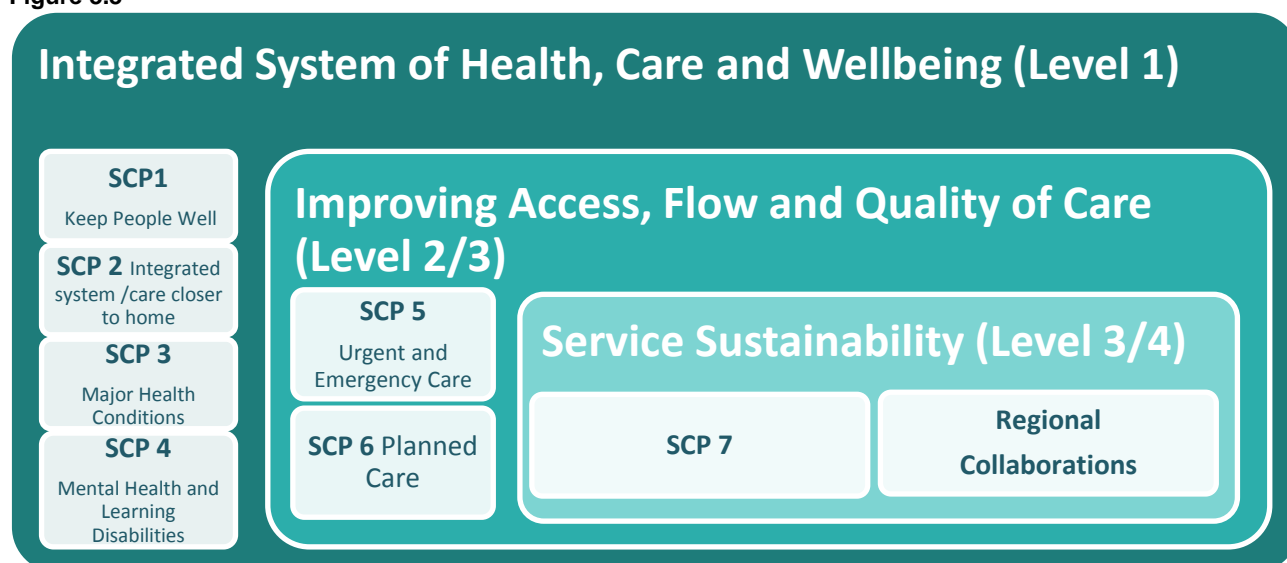 Figure
Integrated System of Health, Care and Wellbeing (Level 1)
SCP1
Keep People Well
SCP 2 Integrated
system /care closer
to home
SCP 3
Major Health
Conditions
SCP 4
Mental Health and
Learning
Disabilities
Improving Access, Flow and Quality of Care
(Level 2/3)
SCP 5
Urgent and
Emergency Care
SCP 6 Planned
Care
Service Sustainability (Level 3/4)
SCP 7
Regional
Collaborations